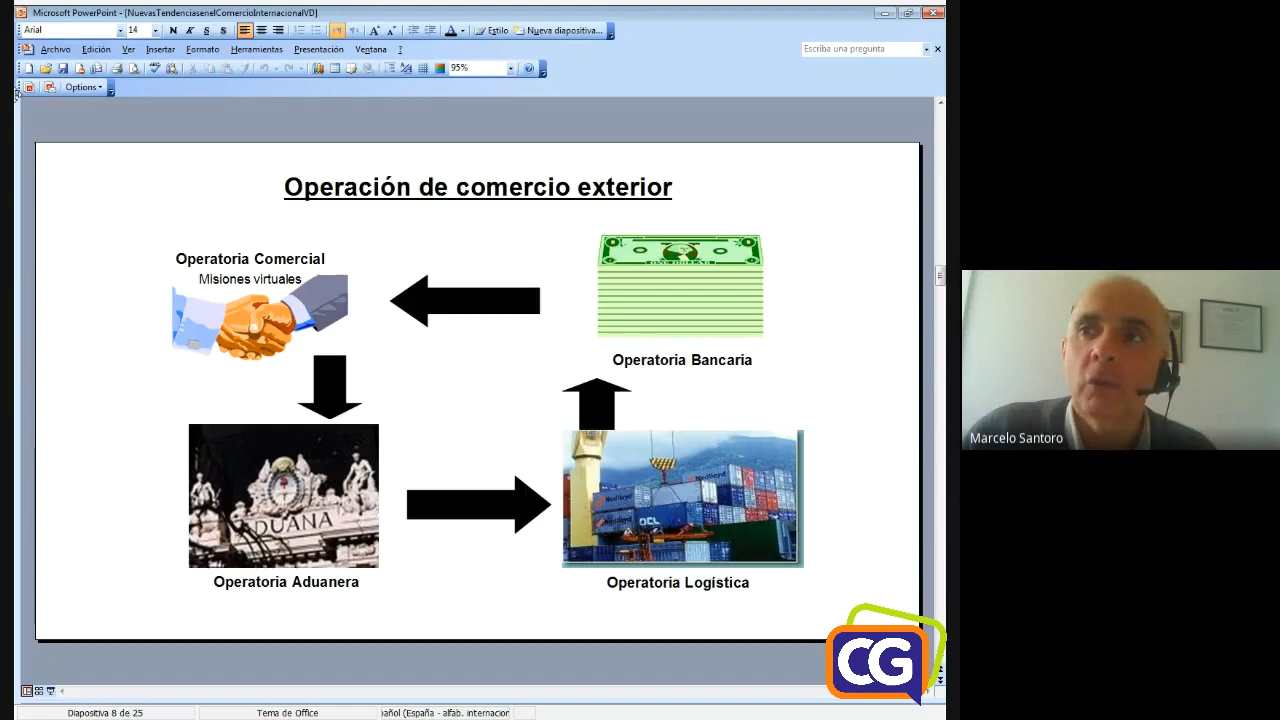 Microsoft PowerPoint - [NuevasTendenciasenelComercioInternacionalVD]
Arial 14 N K S S Estilo Nueva diapositiva...
Archivo Edición Ver Insertar Formato Herramientas Presentación Ventana ? Escriba una pregunta
95%
Options
Operación de comercio exterior
Operatoria Comercial
Misiones virtuales
Operatoria Bancaria
ADUANA
Operatoria Aduanera
Operatoria Logística
Marcelo Santoro
CG
Diapositiva 8 de 25 Tema de Office añol (España - alfab. internacion